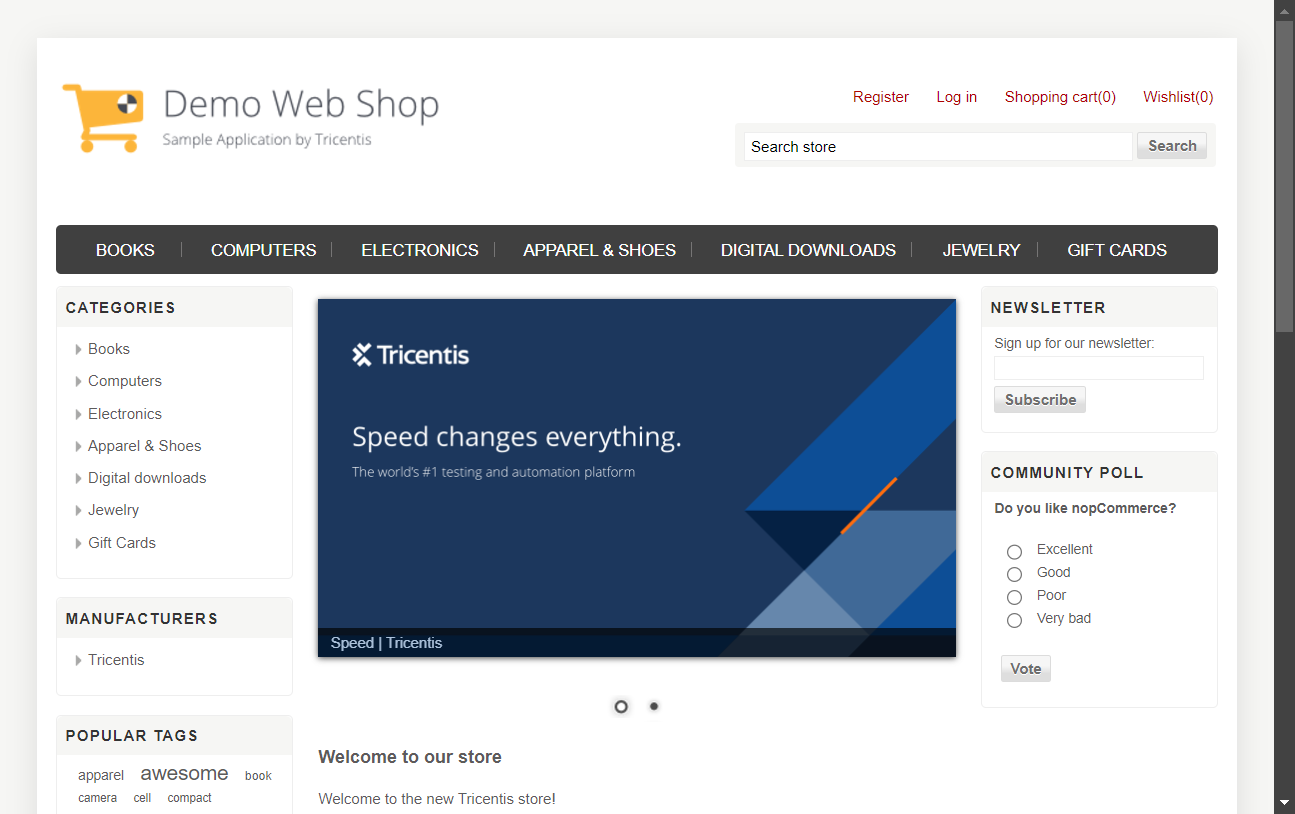 Demo Web Shop
Sample Application by Tricentis
Register Log in Shopping cart(0) Wishlist(0)
Search store Search
BOOKS COMPUTERS ELECTRONICS APPAREL & SHOES DIGITAL DOWNLOADS JEWELRY GIFT CARDS
CATEGORIES
Books
Computers
Electronics
Apparel & Shoes
Digital downloads
Jewelry
Gift Cards
MANUFACTURERS
Tricentis
POPULAR TAGS
apparel awesome book
camera cell compact
Tricentis
Speed changes everything.
The world's #1 testing and automation platform
Speed | Tricentis
Welcome to our store
Welcome to the new Tricentis store!
NEWSLETTER
Sign up for our newsletter:
Subscribe
COMMUNITY POLL
Do you like nopCommerce?
Excellent
Good
Poor
Very bad
Vote